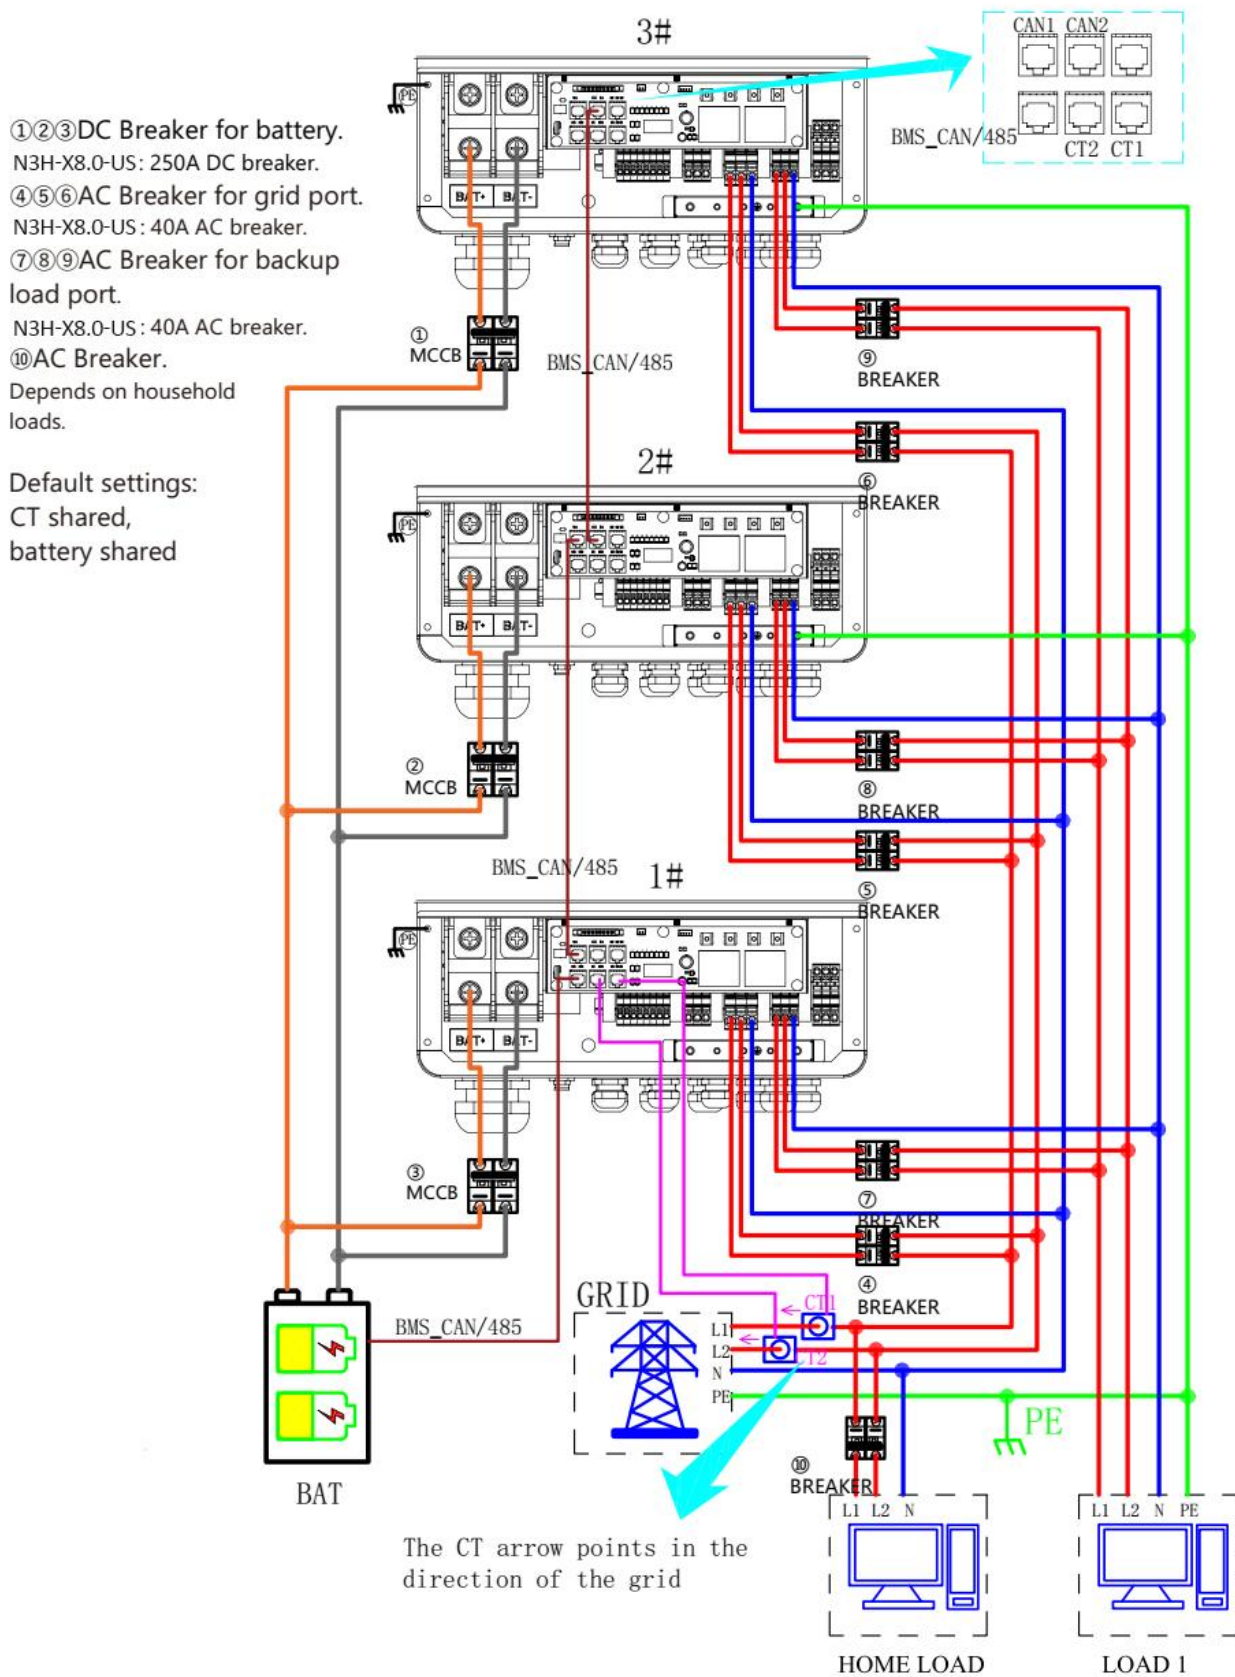 3#
CAN1 CAN2
BMS_CAN/485
CT2 CT1
①②③DC Breaker for battery.
N3H-X8.0-US: 250A DC breaker.
④⑤⑥AC Breaker for grid port.
N3H-X8.0-US: 40A AC breaker.
⑦⑧⑨AC Breaker for backup
load port.
N3H-X8.0-US: 40A AC breaker.
⑩AC Breaker.
Depends on household
loads.
Default settings:
CT shared,
battery shared
PE
BAT+ BAT-
①
MCCB
BMS_CAN/485
⑨
BREAKER
⑥
BREAKER
2#
PE
BAT+ BAT-
②
MCCB
⑧
BREAKER
⑤
BREAKER
BMS_CAN/485
1#
PE
BAT+ BAT-
③
MCCB
⑦
BREAKER
④
BREAKER
GRID
CT1
L1
L2
CT2
N
PE
BMS_CAN/485
PE
BAT
⑩
BREAKER
L1 L2 N
L1 L2 N PE
The CT arrow points in the
direction of the grid
HOME LOAD
LOAD 1